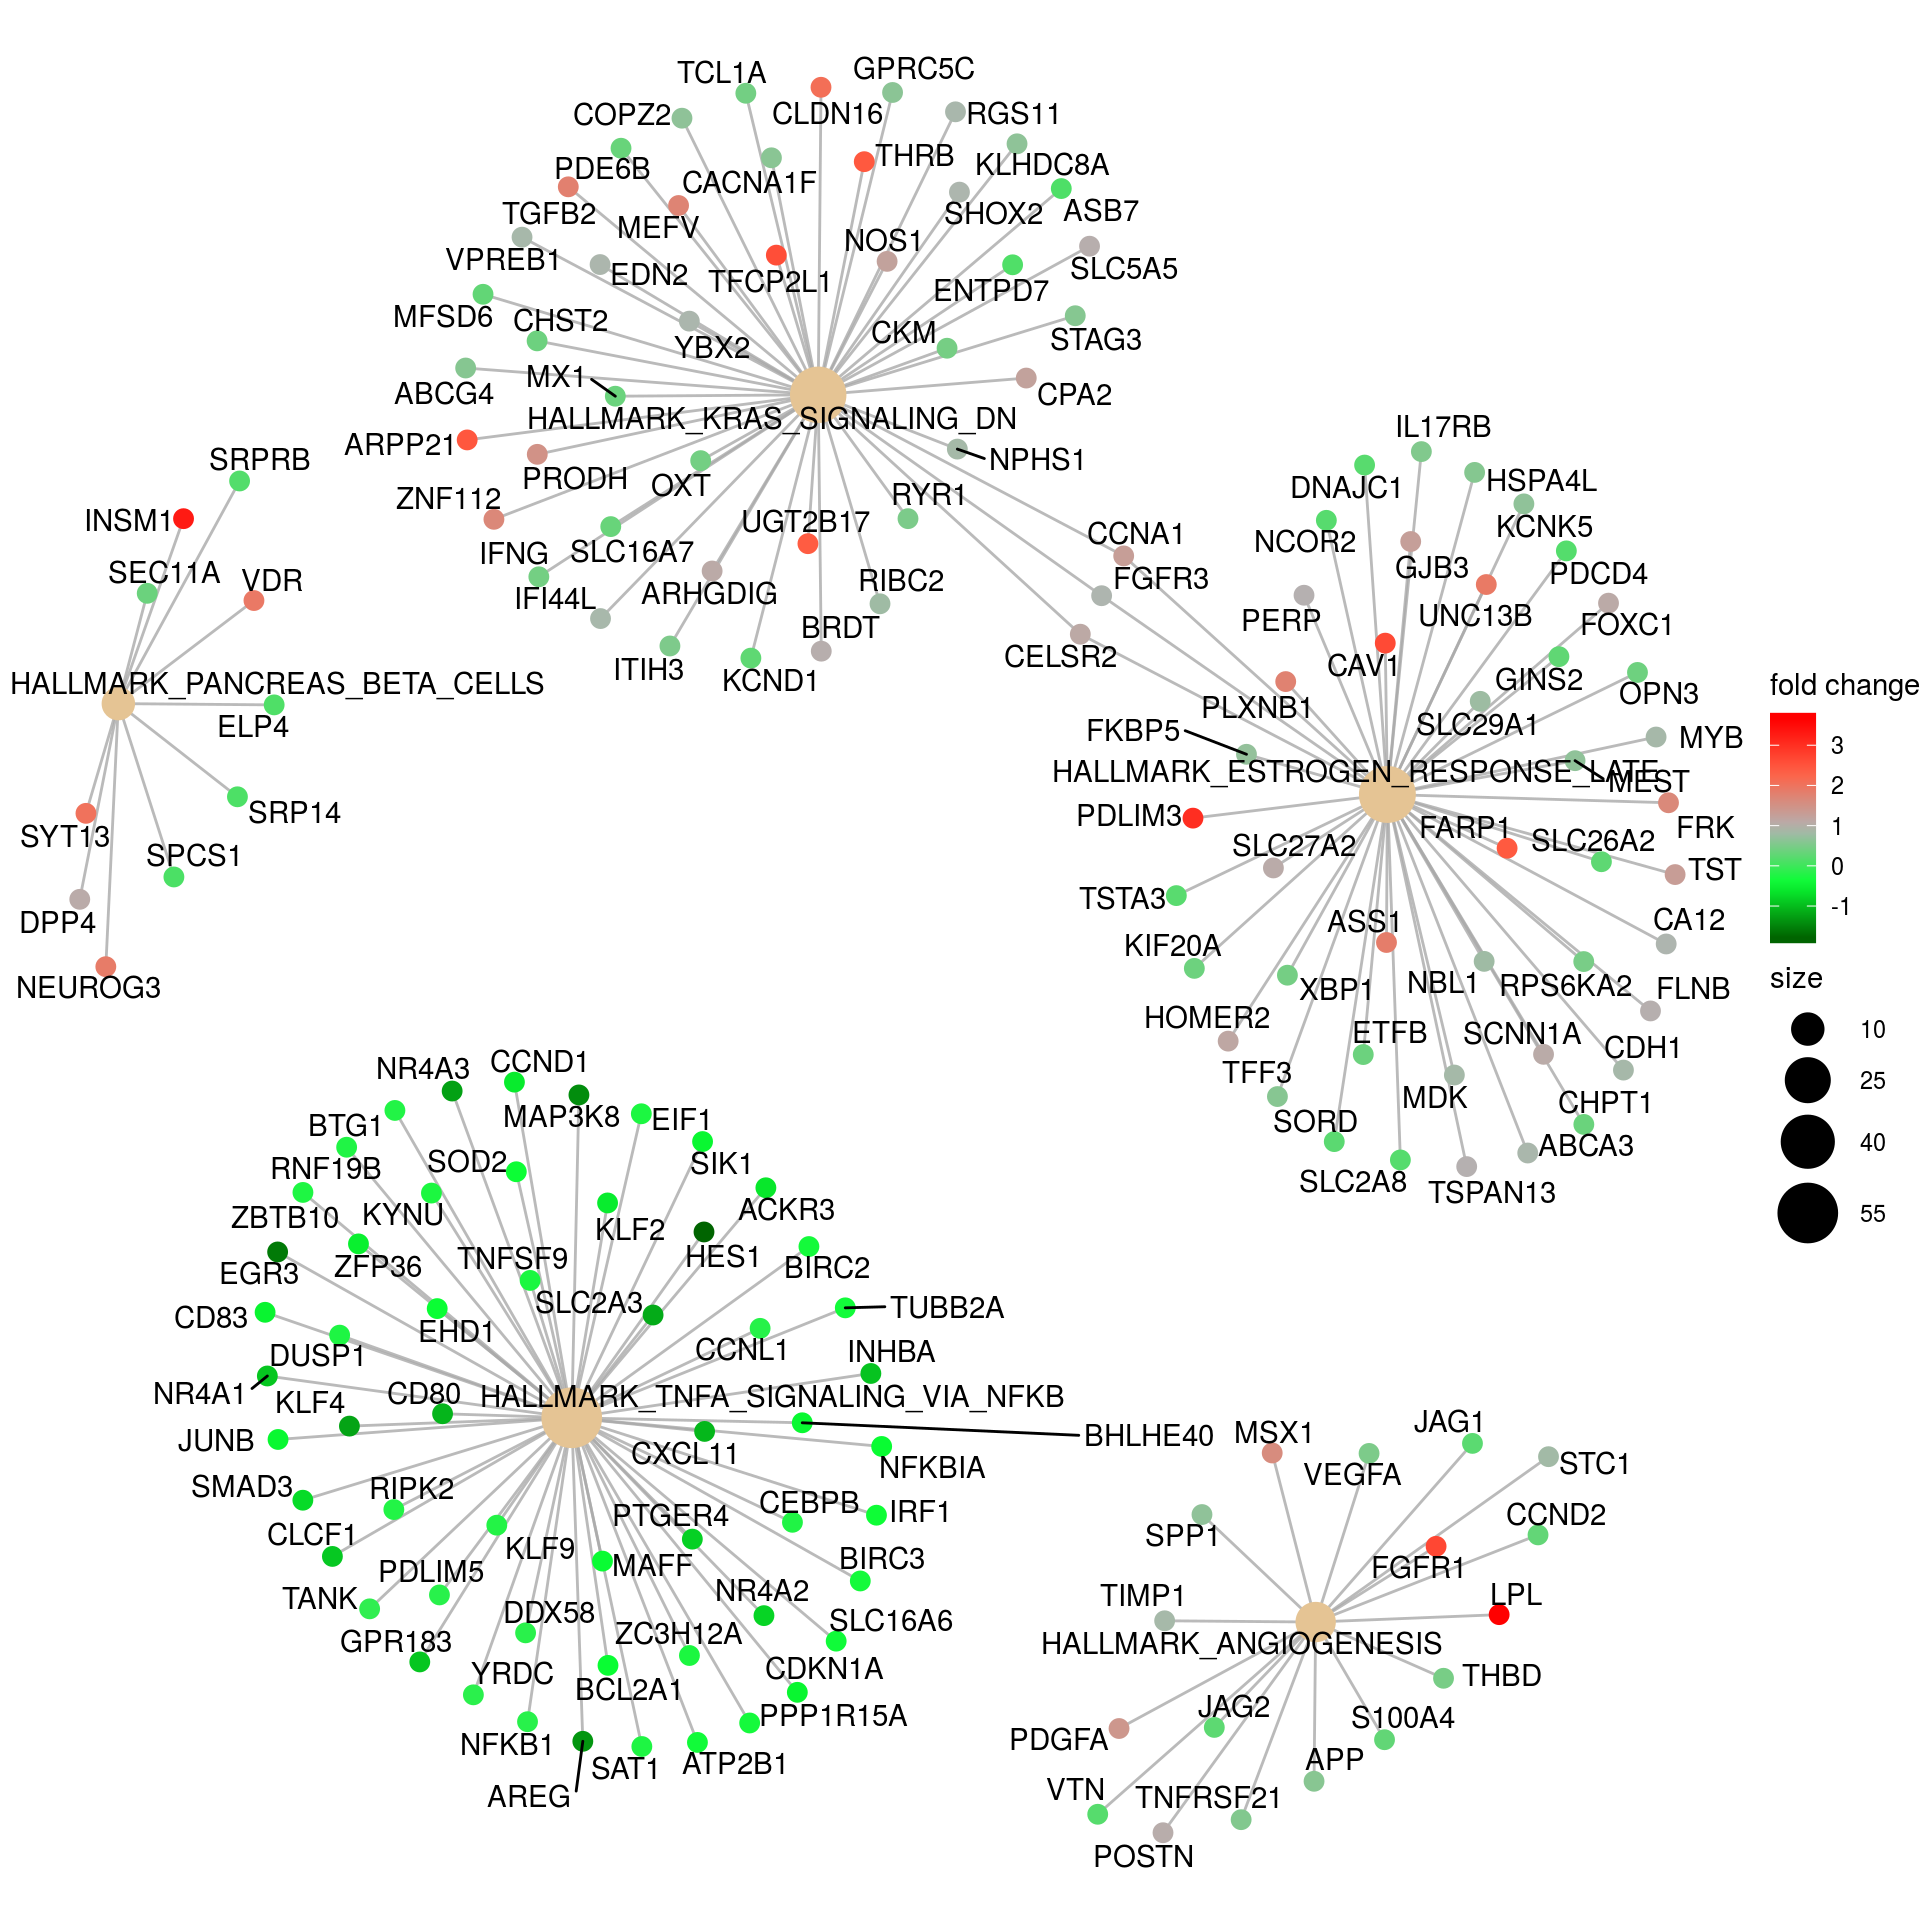 TCL1A
GPRC5C
COPZ2
CLDN16
RGS11
PDE6B
CACNA1F
THRB
KLHDC8A
TGFB2
MEFV
SHOX2
ASB7
VPREB1
EDN2
TFCP2L1
NOS1
SLC5A5
ENTPD7
MFSD6
CHST2
YBX2
CKM
STAG3
ABCG4
MX1
CPA2
HALLMARK_KRAS_SIGNALING_DN
ARPP21
PRODH
OXT
NPHS1
ZNF112
RYR1
IFNG
SLC16A7
UGT2B17
CCNA1
FGFR3
IFI44L
ARHGDIG
RIBC2
BRDT
CELSR2
ITIH3
KCND1
SRPRB
INSM1
SEC11A
VDR
HALLMARK_PANCREAS_BETA_CELLS
ELP4
SRP14
SYT13
SPCS1
DPP4
NEUROG3
IL17RB
DNAJC1
HSPA4L
NCOR2
KCNK5
GJB3
PDCD4
PERP
UNC13B
FOXC1
CAV1
GINS2
OPN3
PLXNB1
SLC29A1
FKBP5
MYB
HALLMARK_ESTROGEN_RESPONSE_LATE
MEST
PDLIM3
FARP1
FRK
SLC27A2
SLC26A2
TST
TSTA3
ASS1
CA12
KIF20A
XBP1
NBL1
RPS6KA2
FLNB
HOMER2
ETFB
SCNN1A
CDH1
TFF3
MDK
CHPT1
SORD
ABCA3
SLC2A8
TSPAN13
fold change
3
2
1
0
-1
size
10
25
40
55
NR4A3
CCND1
BTG1
MAP3K8
EIF1
RNF19B
SOD2
SIK1
ZBTB10
KYNU
KLF2
ACKR3
EGR3
ZFP36
TNFSF9
HES1
BIRC2
CD83
EHD1
SLC2A3
TUBB2A
DUSP1
CCNL1
INHBA
NR4A1
KLF4
CD80
HALLMARK_TNFA_SIGNALING_VIA_NFKB
JUNB
CXCL11
BHLHE40
NFKBIA
SMAD3
RIPK2
PTGER4
CEBPB
IRF1
CLCF1
KLF9
MAFF
BIRC3
TANK
PDLIM5
NR4A2
DDX58
SLC16A6
GPR183
ZC3H12A
CDKN1A
YRDC
BCL2A1
PPP1R15A
NFKB1
SAT1
ATP2B1
AREG
MSX1
JAG1
VEGFA
STC1
SPP1
CCND2
FGFR1
TIMP1
LPL
HALLMARK_ANGIOGENESIS
THBD
JAG2
S100A4
PDGFA
APP
VTN
TNFRSF21
POSTN